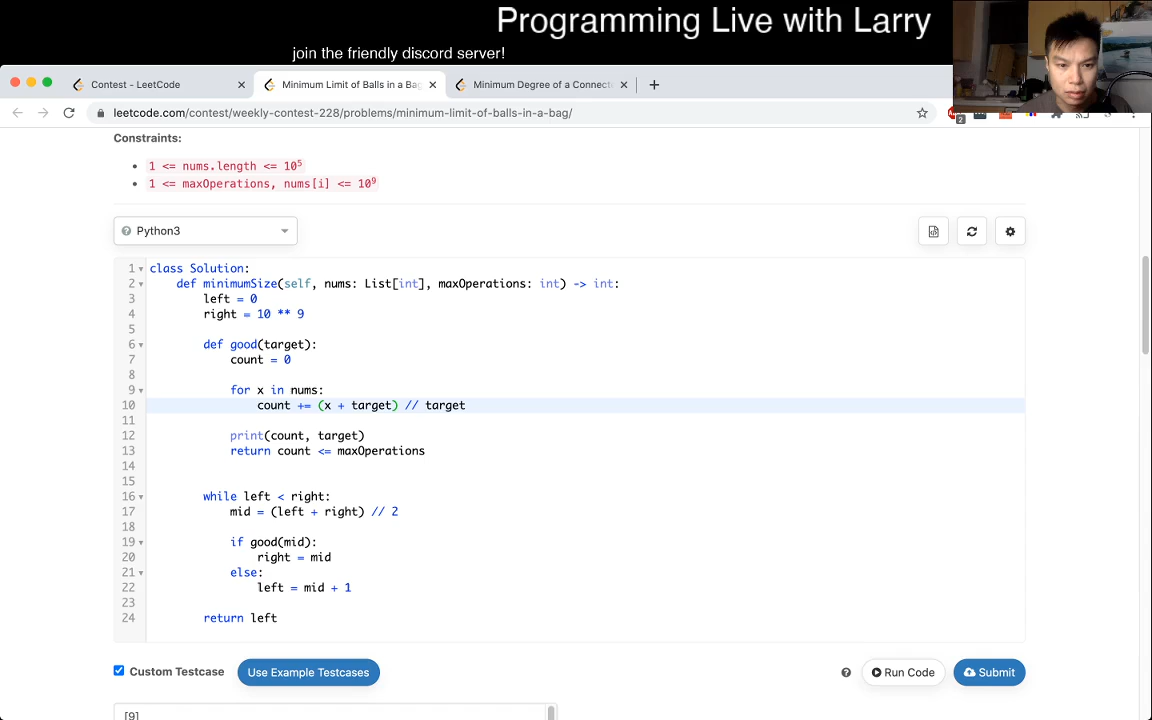 Programming Live with Larry
join the friendly discord server!
Contest - LeetCode
Minimum Limit of Balls in a Bag
Minimum Degree of a Connecte
leetcode.com/contest/weekly-contest-228/problems/minimum-limit-of-balls-in-a-bag/
2
Constraints:
1 <= nums.length <= 10⁵
1 <= maxOperations, nums[i] <= 10⁹
Python3
1 class Solution:
2 def minimumSize(self, nums: List[int], maxOperations: int) -> int:
3 left = 0
4 right = 10 ** 9
5
6 def good(target):
7 count = 0
8
9 for x in nums:
10 count += (x + target) // target
11
12 print(count, target)
13 return count <= maxOperations
14
15
16 while left < right:
17 mid = (left + right) // 2
18
19 if good(mid):
20 right = mid
21 else:
22 left = mid + 1
23
24 return left
Custom Testcase
Use Example Testcases
? Run Code
Submit
[9]